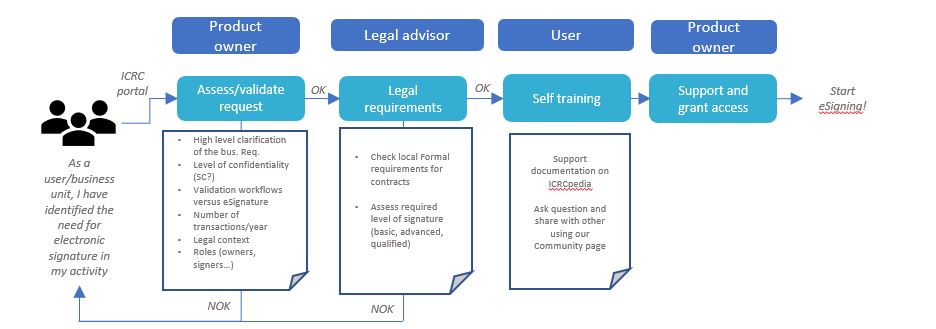 Product
owner
Legal advisor
User
Product
owner
ICRC
portal
Assess/validate
request
OK
Legal
requirements
OK
Self training
Support and
grant access
Start
eSigning!
As a
user/business
unit, I have
identified the
need for
electronic
signature in
my activity
• High level clarification
of the bus. Req.
• Level of confidentiality
(SC?)
• Validation workflows
versus eSignature
• Number of
transactions/year
• Legal context
• Roles (owners,
signers…)
• Check local Formal
requirements for
contracts
• Assess required
level of signature
(basic, advanced,
qualified)
Support
documentation on
ICRCpedia
Ask question and
share with other
using our
Community page
NOK
NOK